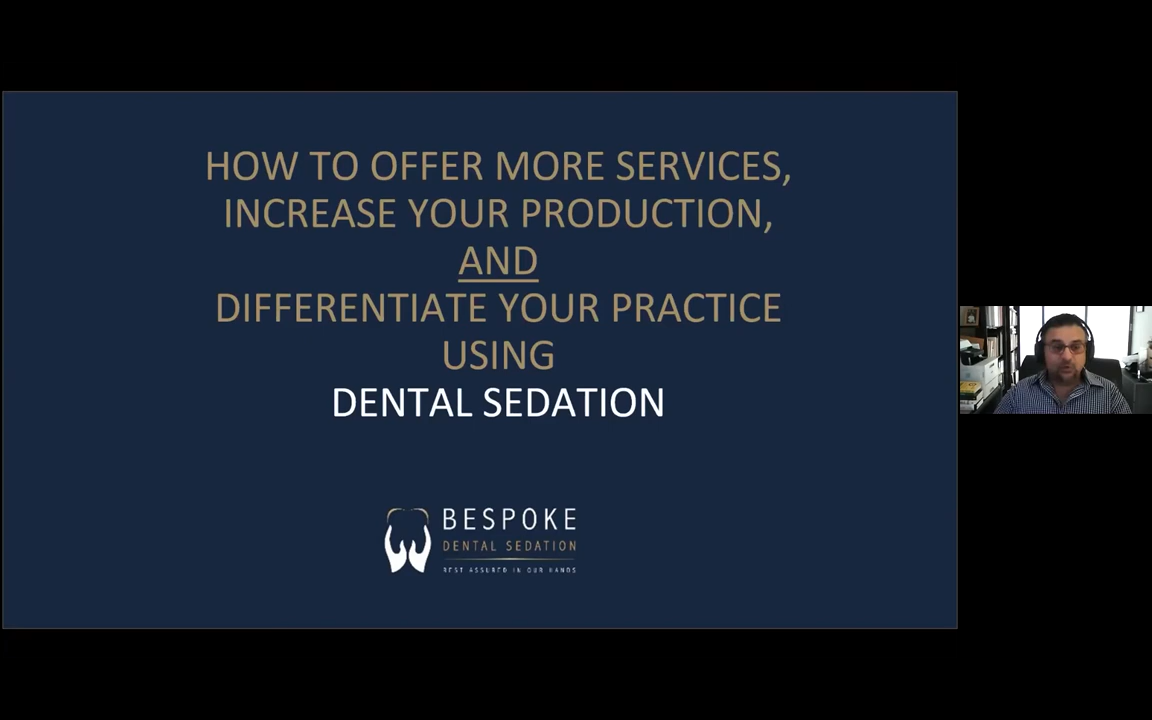 HOW TO OFFER MORE SERVICES,
INCREASE YOUR PRODUCTION,
AND
DIFFERENTIATE YOUR PRACTICE
USING
DENTAL SEDATION
BESPOKE
DENTAL SEDATION
REST ASSURED IN OUR HANDS